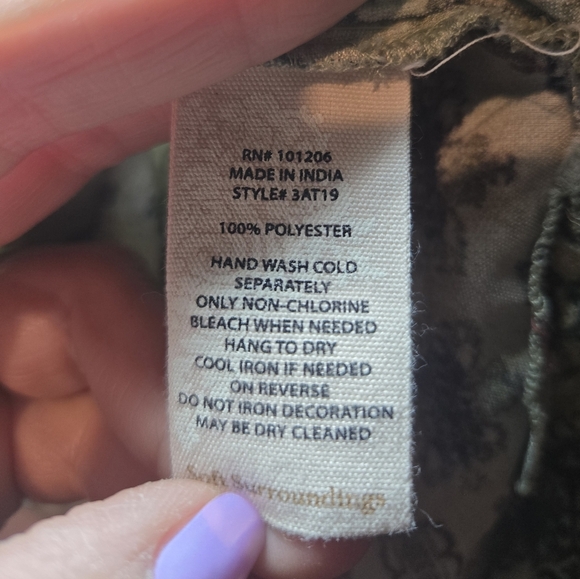 RN# 101206
MADE IN INDIA
STYLE# 3AT19
100% POLYESTER
HAND WASH COLD
SEPARATELY
ONLY NON-CHLORINE
BLEACH WHEN NEEDED
HANG TO DRY
COOL IRON IF NEEDED
ON REVERSE
DO NOT IRON DECORATION
MAY BE DRY CLEANED
Soft Surroundings